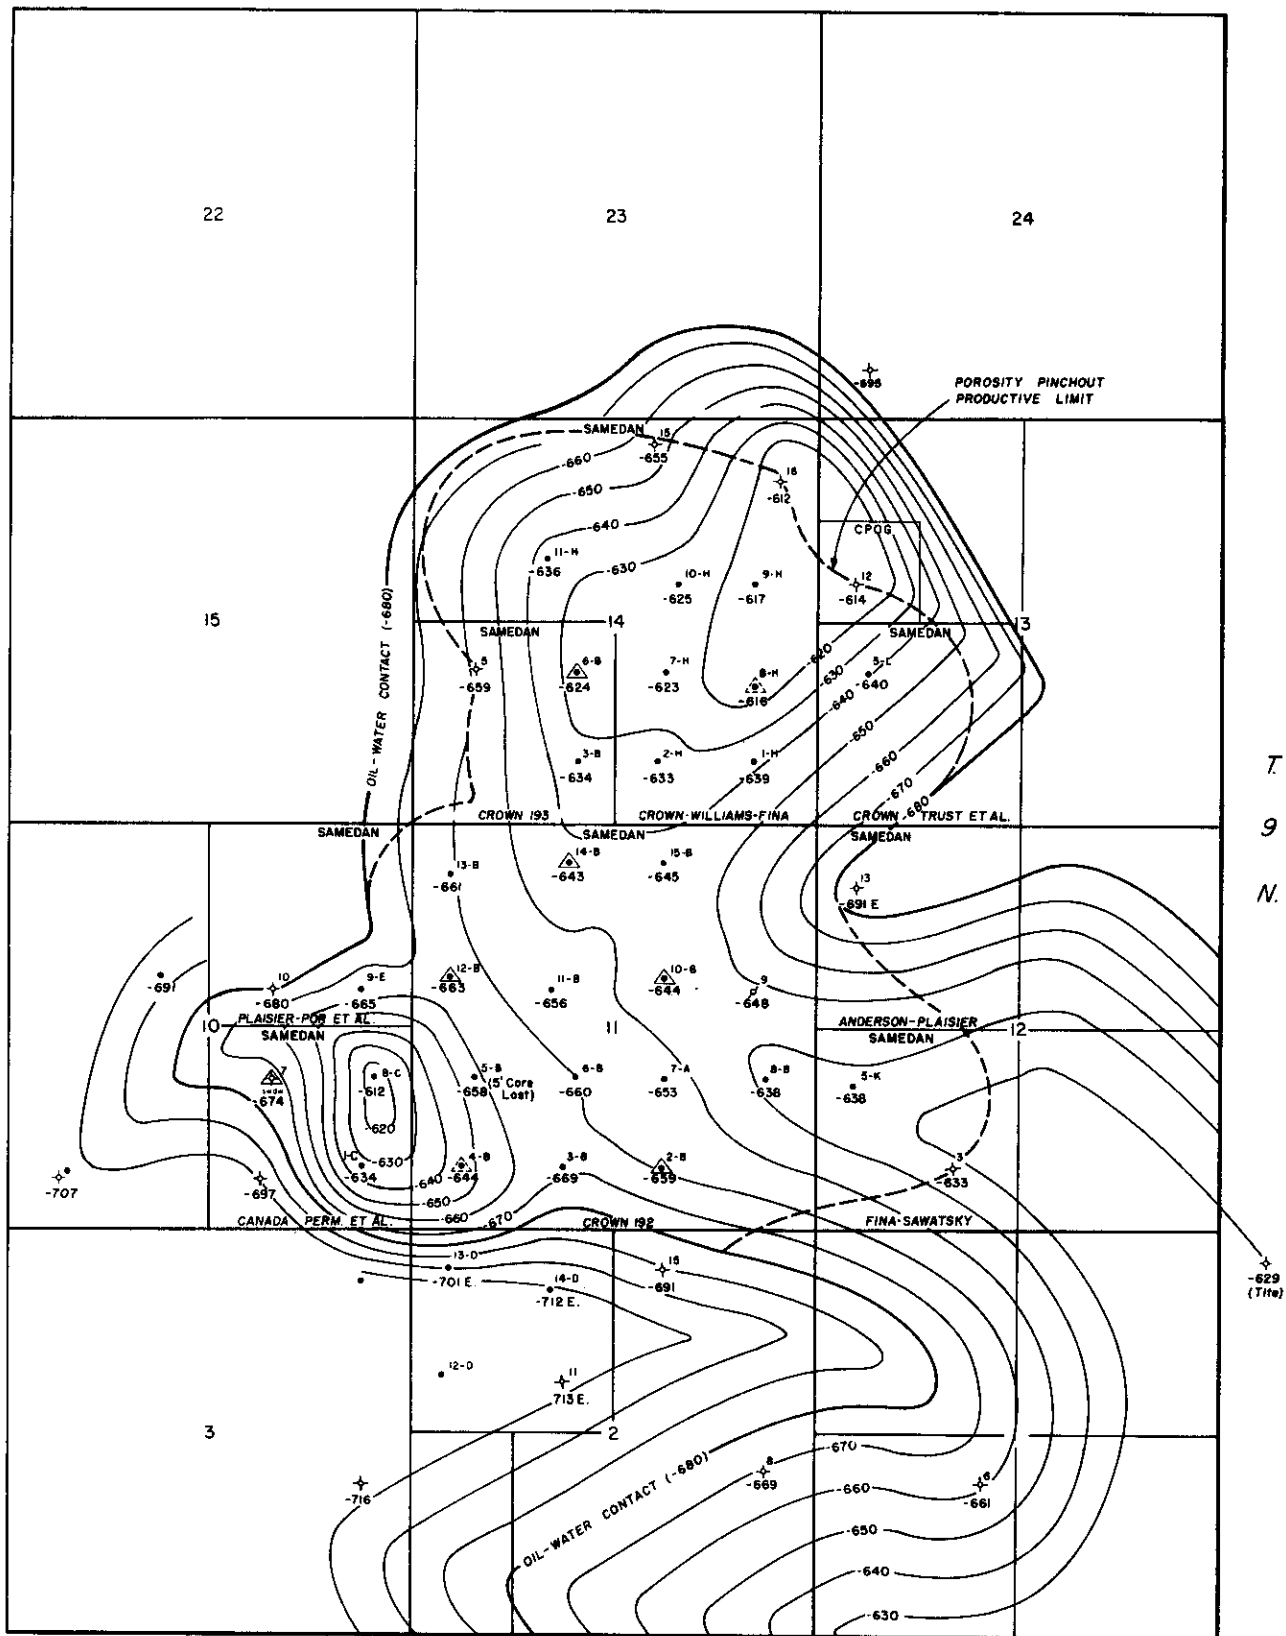 22
23
24
-695
POROSITY PINCHOUT
PRODUCTIVE LIMIT
SAMEDAN
15
-655
-660
-650
16
-612
-640
CPOG
11-H
-636
-630
10-H
-625
9-H
-617
12
-614
OIL-WATER CONTACT (-680)
15
14
13
SAMEDAN
SAMEDAN
5
-659
6-B
-624
7-H
-623
8-H
-616
-620
-630
-640
5-L
-640
-650
-660
-670
-680
3-B
-634
2-H
-633
1-H
-639
T.
9
N.
CROWN 193
CROWN-WILLIAMS-FINA
CROWN TRUST ET AL.
SAMEDAN
SAMEDAN
SAMEDAN
13-B
-661
14-B
-643
15-B
-645
13
-691 E
-691
10
-680
9-E
-665
12-B
-663
11-B
-656
10-B
-644
9
-648
PLAISIER-POR ET AL.
ANDERSON-PLAISIER
10
11
12
SAMEDAN
SAMEDAN
7
SHOW
-674
8-C
-612
5-B
-658
(5' Core
Lost)
6-B
-660
7-A
-653
8-B
-638
5-K
-638
-620
-630
-640
-650
-660
-670
1-C
-634
4-B
-644
3-B
-669
2-B
-659
3
-633
-707
-697
CANADA PERM. ET AL.
CROWN 192
FINA-SAWATSKY
13-D
-701 E.
14-D
-712 E.
15
-691
-629
(Tite)
12-D
11
713 E.
3
2
1
-716
OIL-WATER CONTACT (-680)
8
-669
-670
6
-661
-660
-650
-640
-630